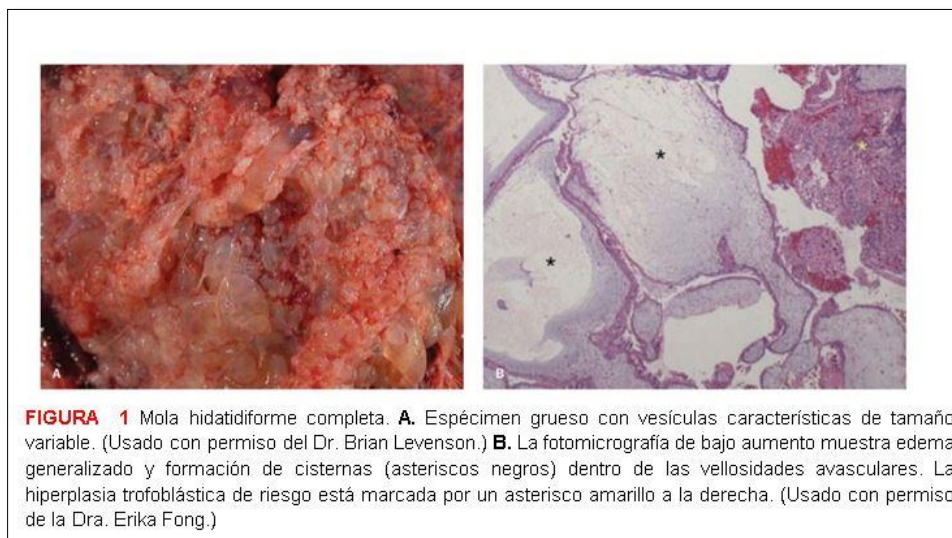 A
B
FIGURA 1 Mola hidatidiforme completa. A. Espécimen grueso con vesículas características de tamaño
variable. (Usado con permiso del Dr. Brian Levenson.) B. La fotomicrografía de bajo aumento muestra edema
generalizado y formación de cisternas (asteriscos negros) dentro de las vellosidades avasculares. La
hiperplasia trofoblástica de riesgo está marcada por un asterisco amarillo a la derecha. (Usado con permiso
de la Dra. Erika Fong.)